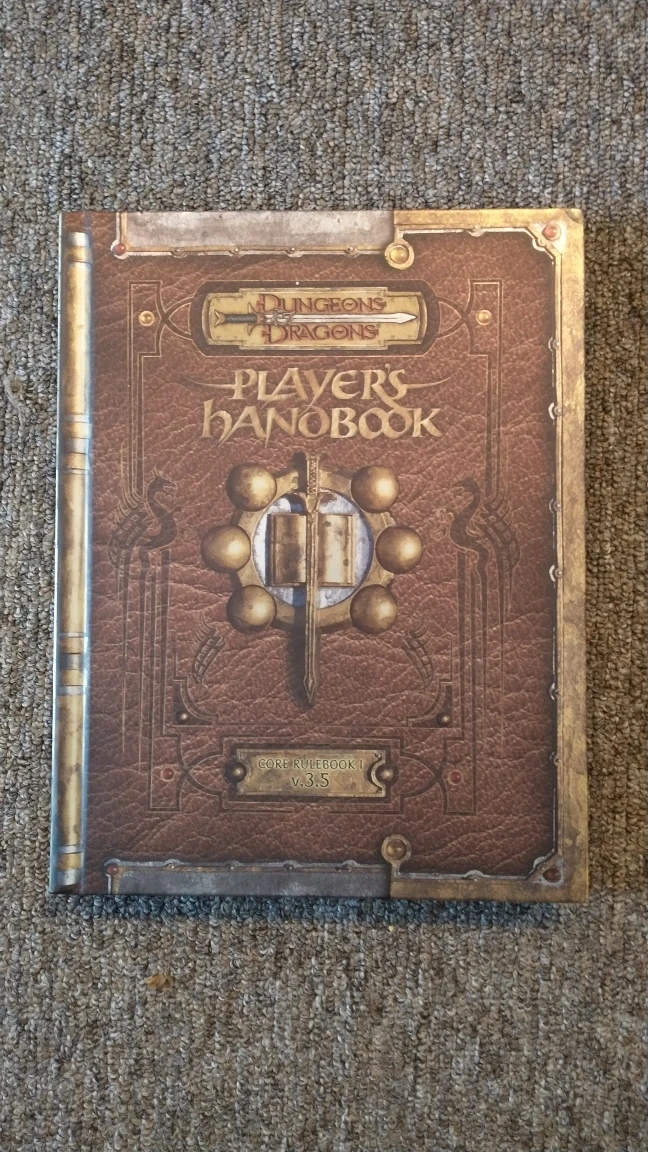 DUNGEONS
DRAGONS
PLAYER'S
HANDBOOK
CORE RULEBOOK I
v.3.5